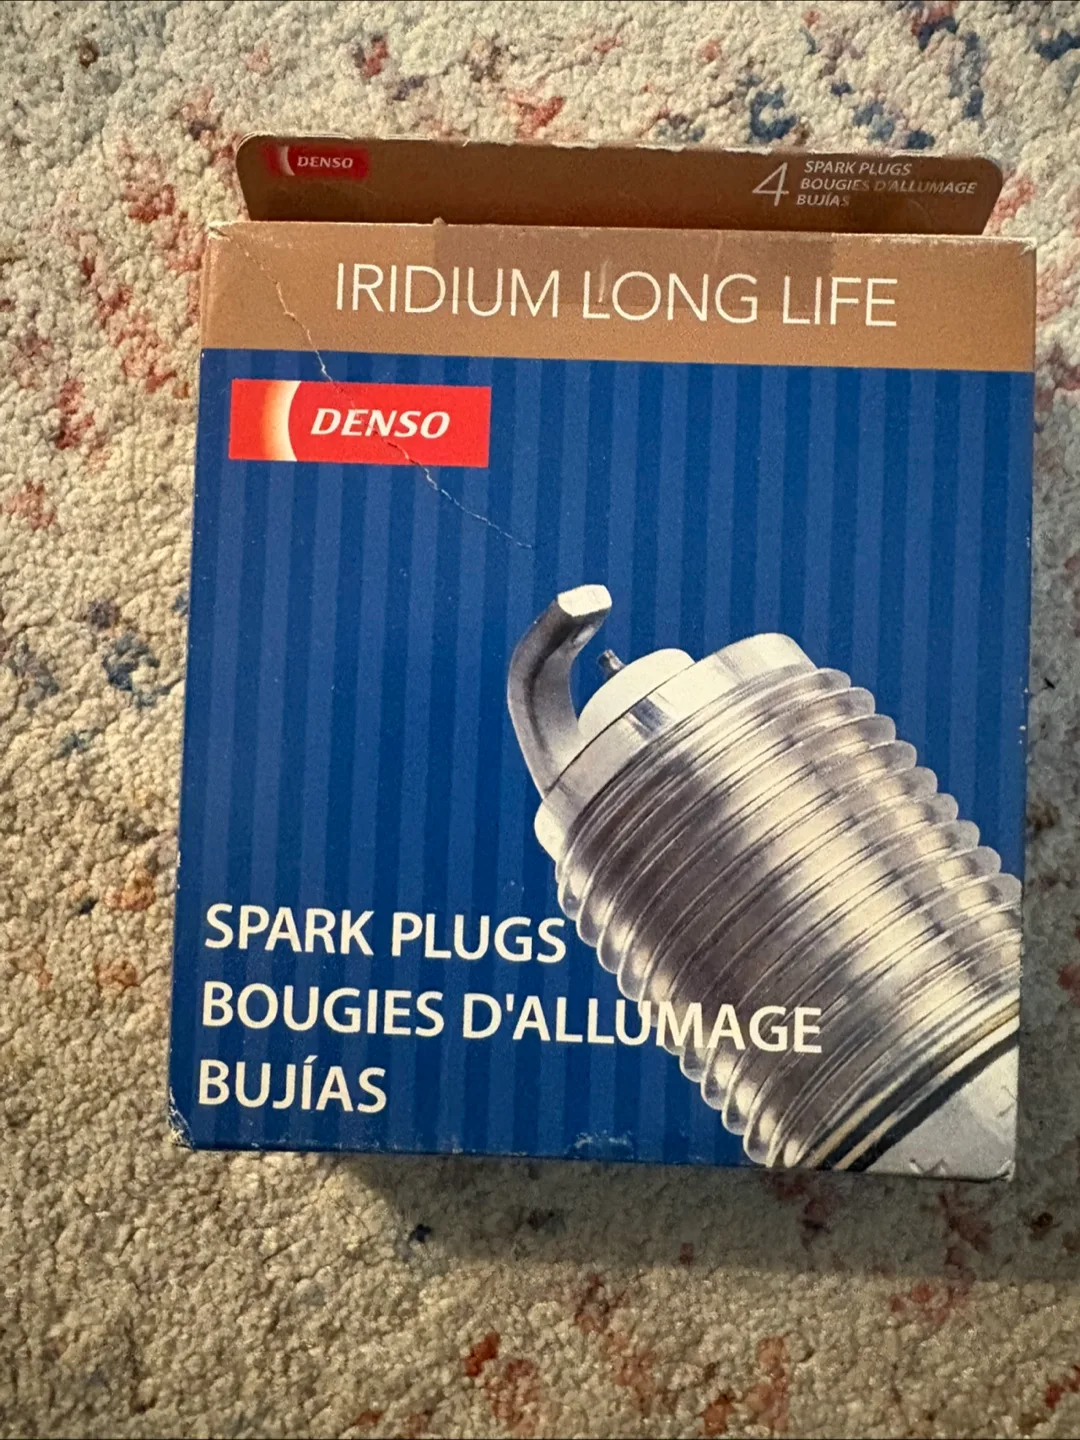 DENSO
4
SPARK PLUGS
BOUGIES D'ALLUMAGE
BUJÍAS
IRIDIUM LONG LIFE
DENSO
SPARK PLUGS
BOUGIES D'ALLUMAGE
BUJÍAS